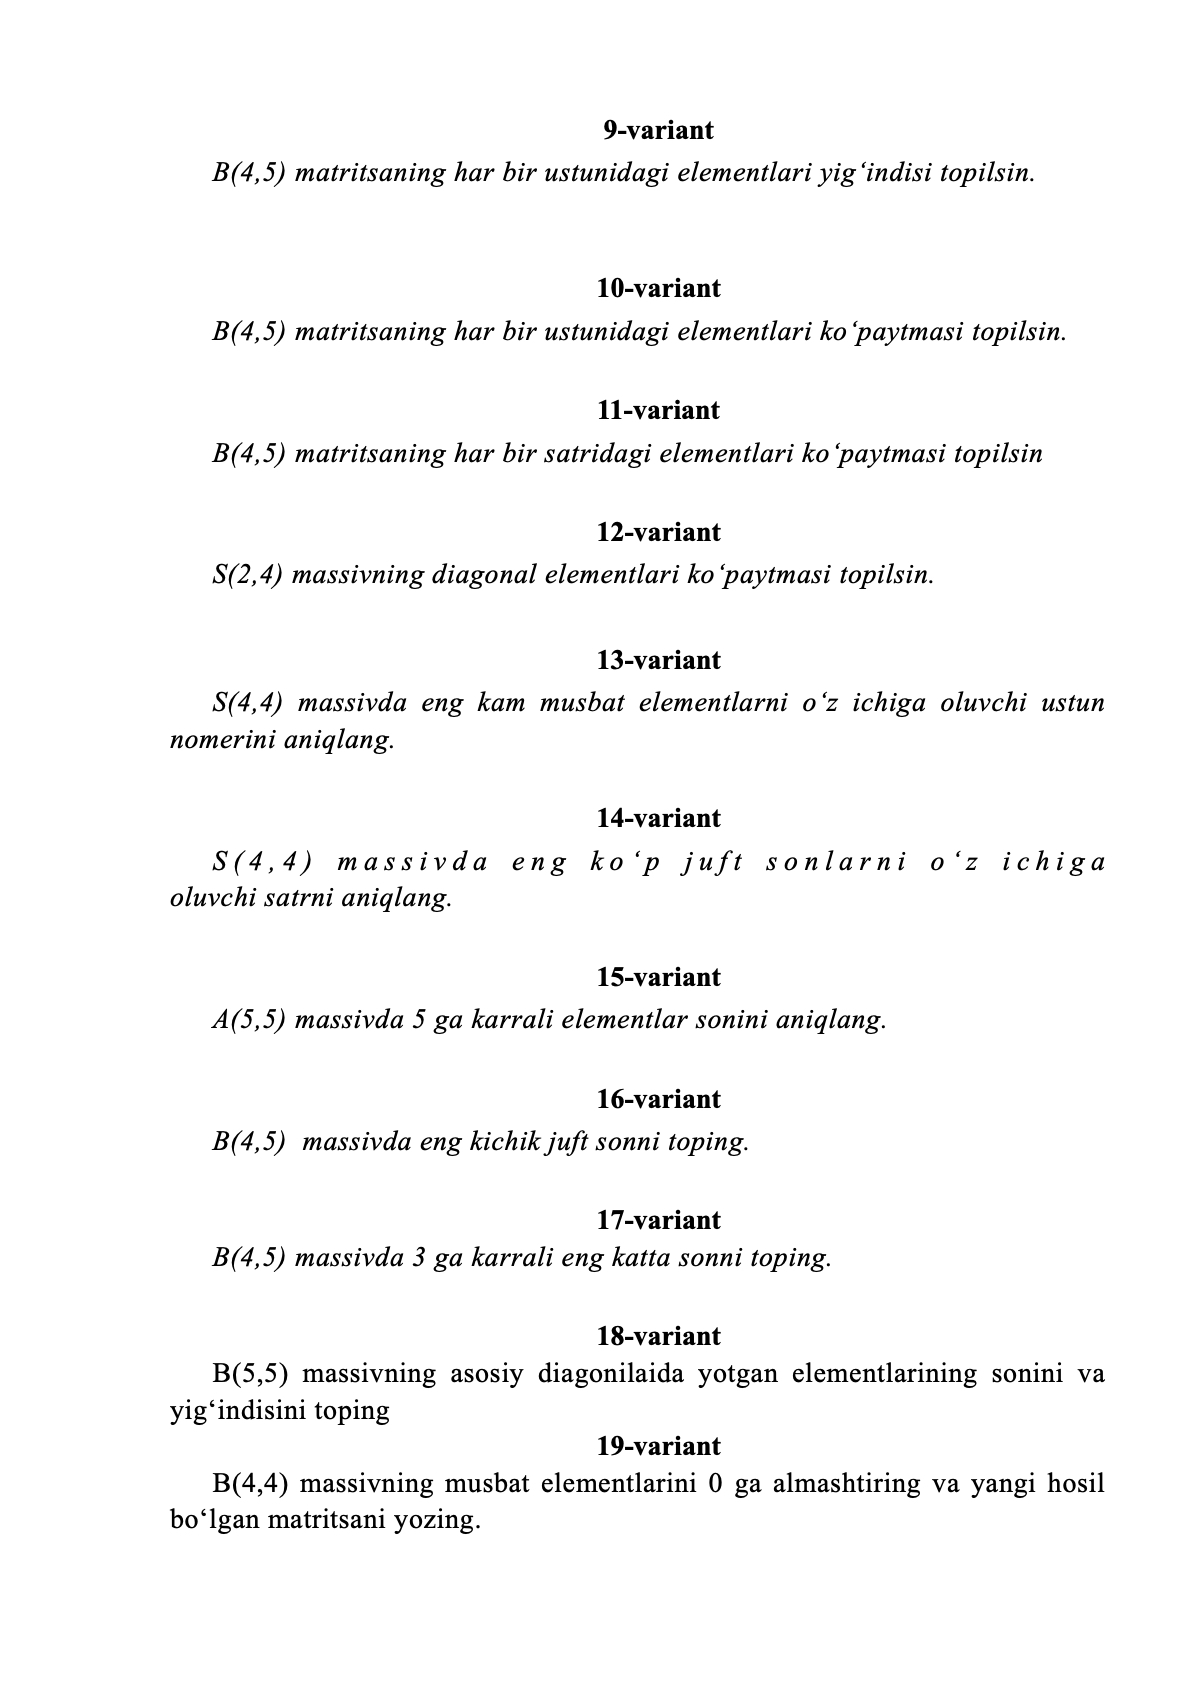 9-variant
B(4,5) matritsaning har bir ustunidagi elementlari yig‘indisi topilsin.
10-variant
B(4,5) matritsaning har bir ustunidagi elementlari ko‘paytmasi topilsin.
11-variant
B(4,5) matritsaning har bir satridagi elementlari ko‘paytmasi topilsin
12-variant
S(2,4) massivning diagonal elementlari ko‘paytmasi topilsin.
13-variant
S(4,4) massivda eng kam musbat elementlarni o‘z ichiga oluvchi ustun
nomerini aniqlang.
14-variant
S(4,4) massivda eng ko‘p juft sonlarni o‘z ichiga
oluvchi satrni aniqlang.
15-variant
A(5,5) massivda 5 ga karrali elementlar sonini aniqlang.
16-variant
B(4,5) massivda eng kichik juft sonni toping.
17-variant
B(4,5) massivda 3 ga karrali eng katta sonni toping.
18-variant
B(5,5) massivning asosiy diagonilaida yotgan elementlarining sonini va
yig‘indisini toping
19-variant
B(4,4) massivning musbat elementlarini 0 ga almashtiring va yangi hosil
bo‘lgan matritsani yozing.